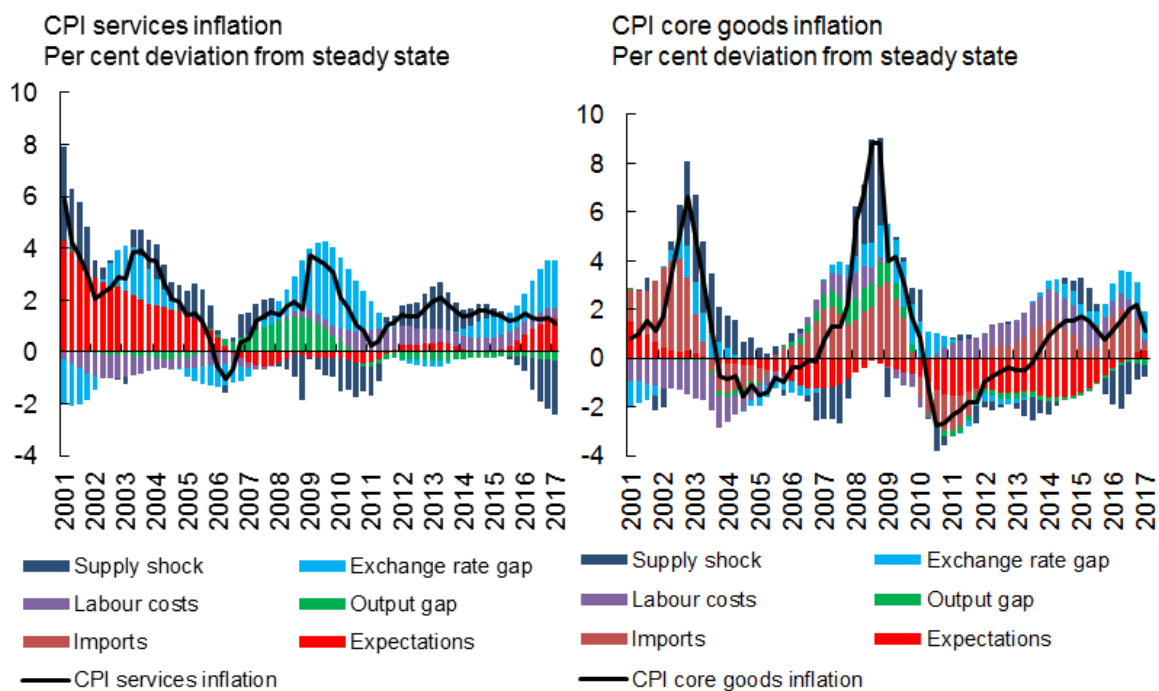 CPI services inflation
Per cent deviation from steady state
10
8
6
4
2
0
-2
-4
2001
2002
2003
2004
2005
2006
2007
2008
2009
2010
2011
2012
2013
2014
2015
2016
2017
Supply shock
Exchange rate gap
Labour costs
Output gap
Imports
Expectations
CPI services inflation
CPI core goods inflation
Per cent deviation from steady state
10
8
6
4
2
0
-2
-4
2001
2002
2003
2004
2005
2006
2007
2008
2009
2010
2011
2012
2013
2014
2015
2016
2017
Supply shock
Exchange rate gap
Labour costs
Output gap
Imports
Expectations
CPI core goods inflation